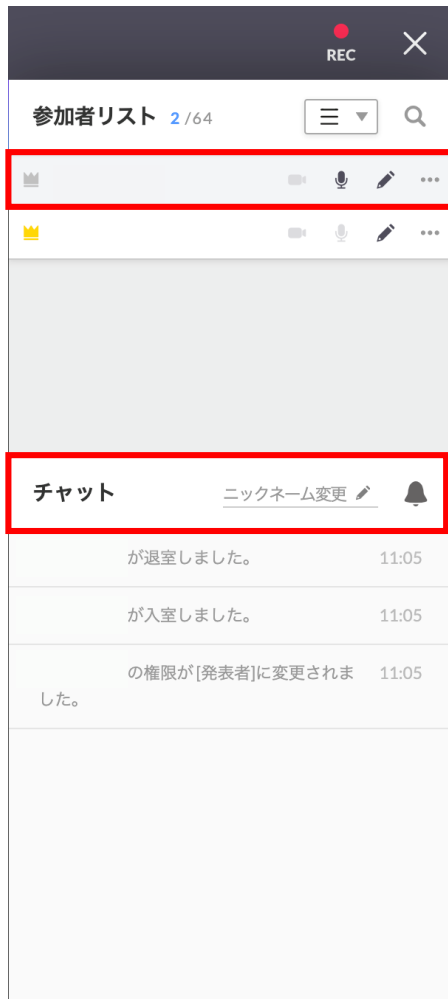 REC
参加者リスト 2 /64
チャット ニックネーム変更
が退室しました。 11:05
が入室しました。 11:05
の権限が[発表者]に変更されま 11:05
した。